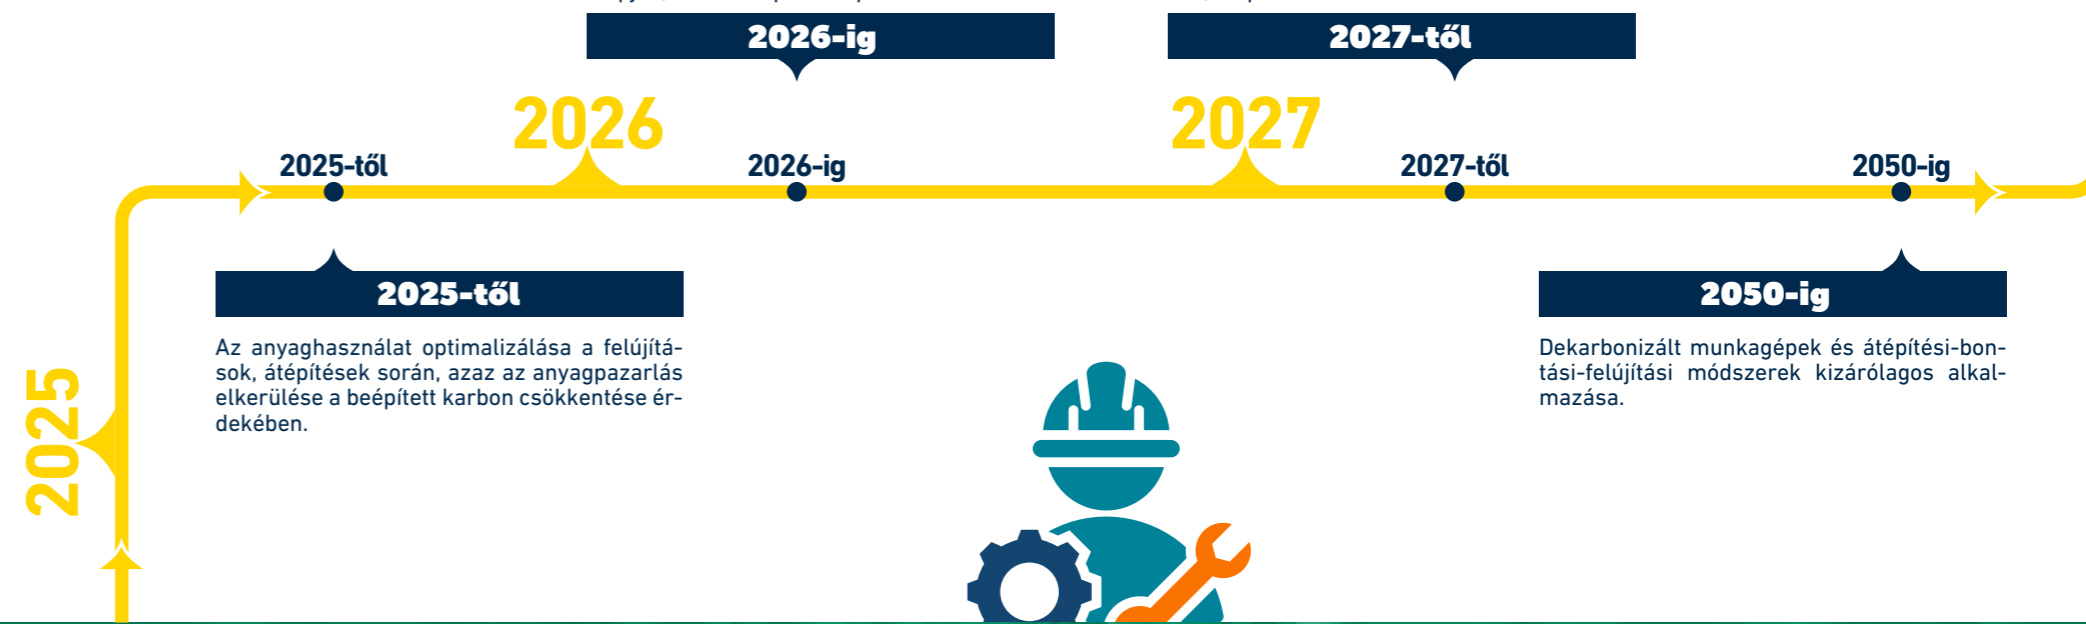 2026-ig
2027-től
2026
2027
2025-től
2026-ig
2027-től
2050-ig
2025-től
Az anyaghasználat optimalizálása a felújítá-
sok, átépítések során, azaz az anyagpazarlás
elkerülése a beépített karbon csökkentése ér-
dekében.
2050-ig
Dekarbonizált munkagépek és átépítési-bon-
tási-felújítási módszerek kizárólagos alkal-
mazása.
2025